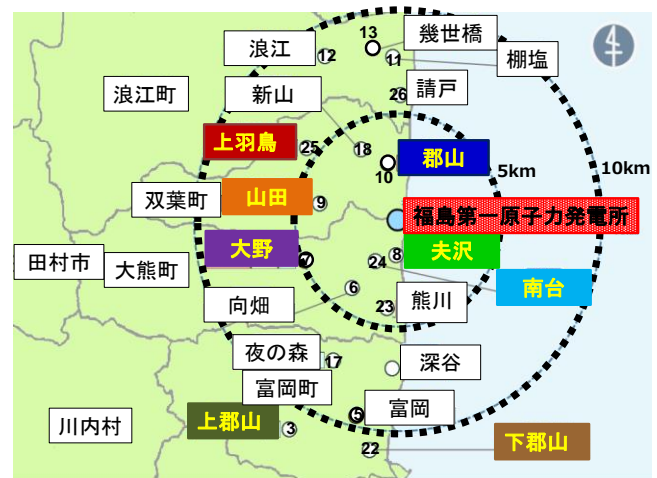 13
幾世橋
浪江
12
11
棚塩
浪江町
新山
請戸
26
上羽鳥
25
18
郡山
10
5km
10km
双葉町
山田
9
福島第一原子力発電所
大野
7
8
夫沢
24
田村市
大熊町
南台
向畑
6
23
熊川
夜の森
17
深谷
富岡町
富岡
5
川内村
上郡山
3
下郡山
22